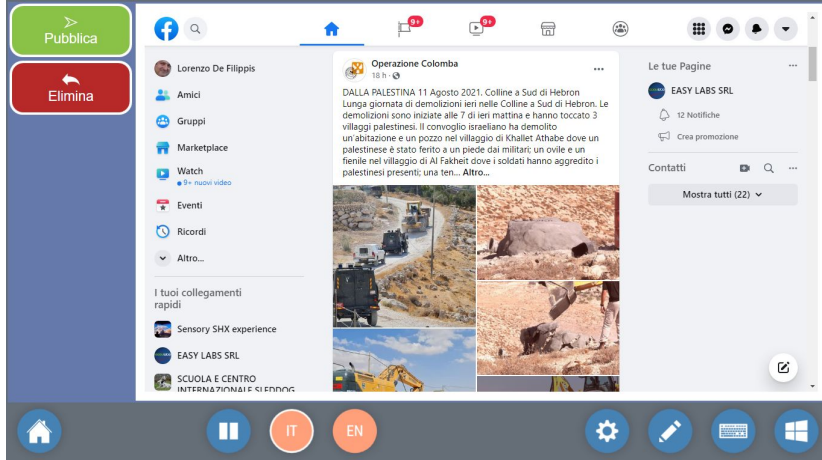 Pubblica
Elimina
9+
9+
Lorenzo De Filippis
Amici
Gruppi
Marketplace
Watch
9+ nuovi video
Eventi
Ricordi
Altro...
I tuoi collegamenti
rapidi
Sensory SHX experience
EASY LABS SRL
SCUOLA E CENTRO
INTERNAZIONALE SLEDDOG
Operazione Colomba
18 h ·
DALLA PALESTINA 11 Agosto 2021. Colline a Sud di Hebron
Lunga giornata di demolizioni ieri nelle Colline a Sud di Hebron. Le
demolizioni sono iniziate alle 7 di ieri mattina e hanno toccato 3
villaggi palestinesi. Il convoglio israeliano ha demolito
un'abitazione e un pozzo nel villaggio di Khallet Athabe dove un
palestinese è stato ferito a un piede dai militari; un ovile e un
fienile nel villaggio di Al Fakheit dove i soldati hanno aggredito i
palestinesi presenti; una ten... Altro...
Le tue Pagine
EASY LABS SRL
12 Notifiche
Crea promozione
Contatti
Mostra tutti (22)
IT
EN